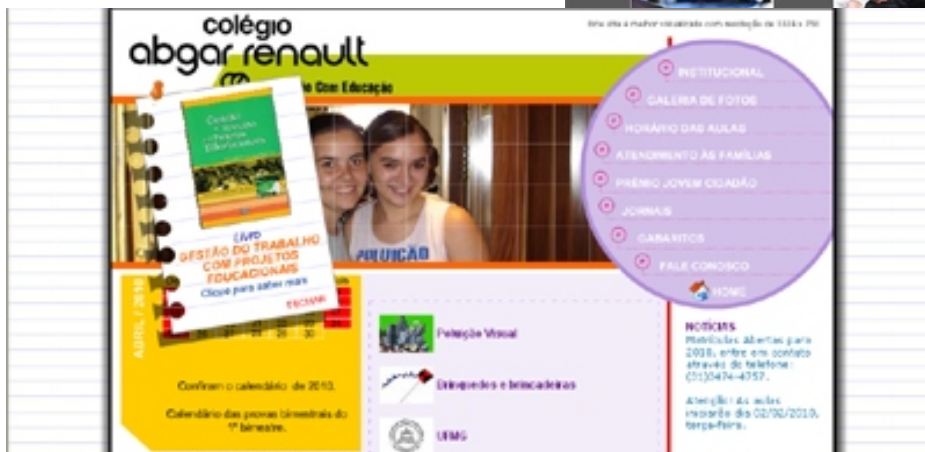 Este site é melhor visualizado com resolução de 1024 x 768
colégio
abgar renault
Com Educação
INSTITUCIONAL
GALERIA DE FOTOS
HORÁRIO DAS AULAS
ATENDIMENTO ÀS FAMÍLIAS
PRÊMIO JOVEM CIDADÃO
JORNAIS
GABARITOS
FALE CONOSCO
HOME
Livro
GESTÃO DO TRABALHO
COM PROJETOS
EDUCACIONAIS
Clique para saber mais
FECHAR
POLUIÇÃO
ABRIL / 2010
Confiram o calendário de 2010.
Calendário das provas bimestrais do
1º bimestre.
Poluição Visual
Brinquedos e brincadeiras
UFMG
NOTÍCIAS
Matrículas Abertas para
2010, entre em contato
através do telefone:
(31)3474-4757.
Atenção: As aulas
iniciarão dia 02/02/2010,
terça-feira.